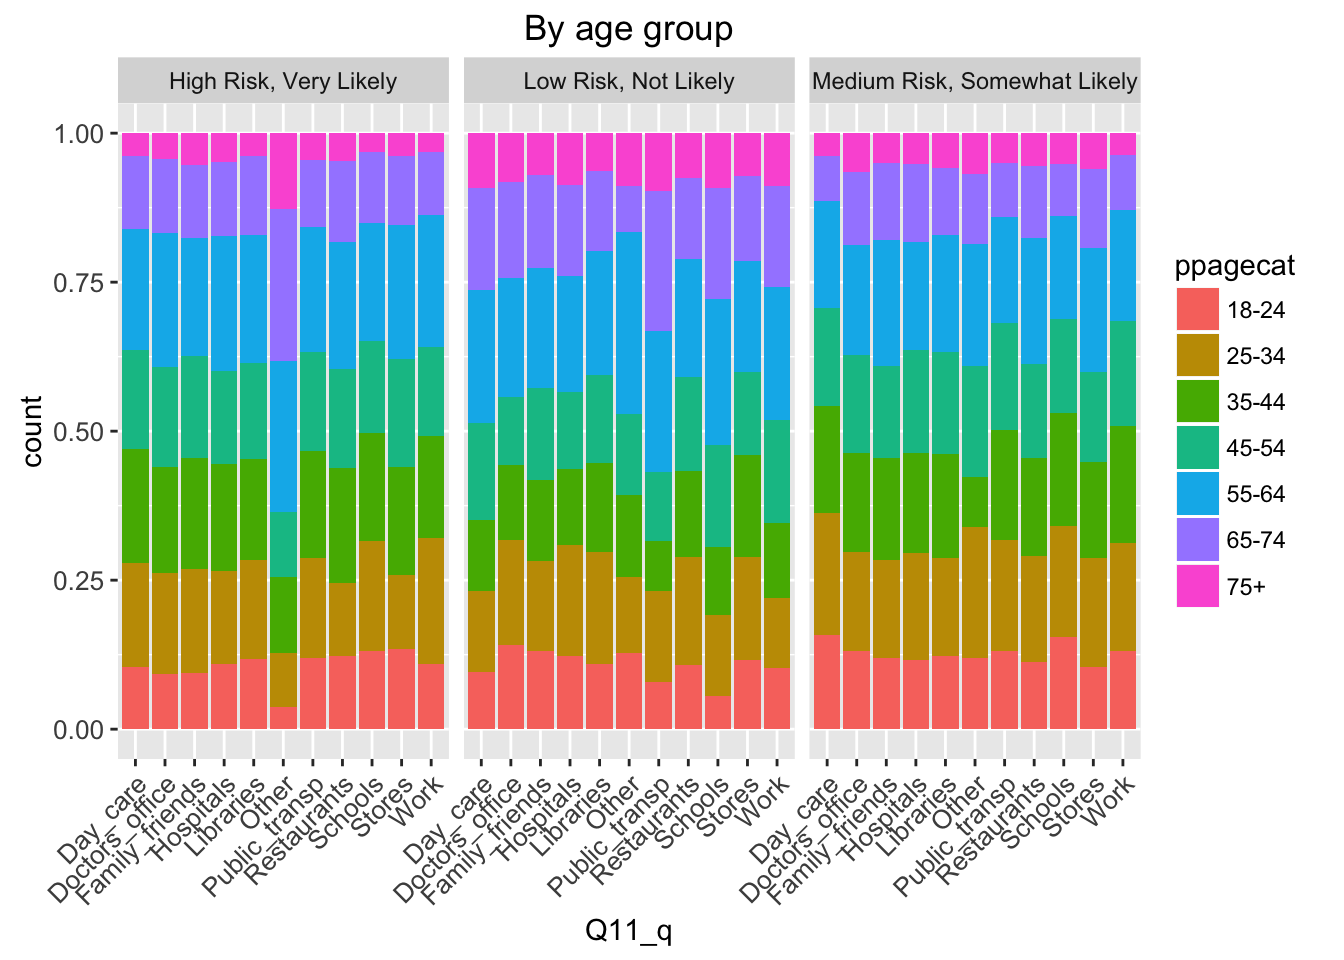 By age group
High Risk, Very Likely
Low Risk, Not Likely
Medium Risk, Somewhat Likely
1.00
0.75
0.50
0.25
0.00
count
Day_care
Doctors_office
Family_friends
Hospitals
Libraries
Other
Public_transp
Restaurants
Schools
Stores
Work
Day_care
Doctors_office
Family_friends
Hospitals
Libraries
Other
Public_transp
Restaurants
Schools
Stores
Work
Day_care
Doctors_office
Family_friends
Hospitals
Libraries
Other
Public_transp
Restaurants
Schools
Stores
Work
Q11_q
ppagecat
18-24
25-34
35-44
45-54
55-64
65-74
75+